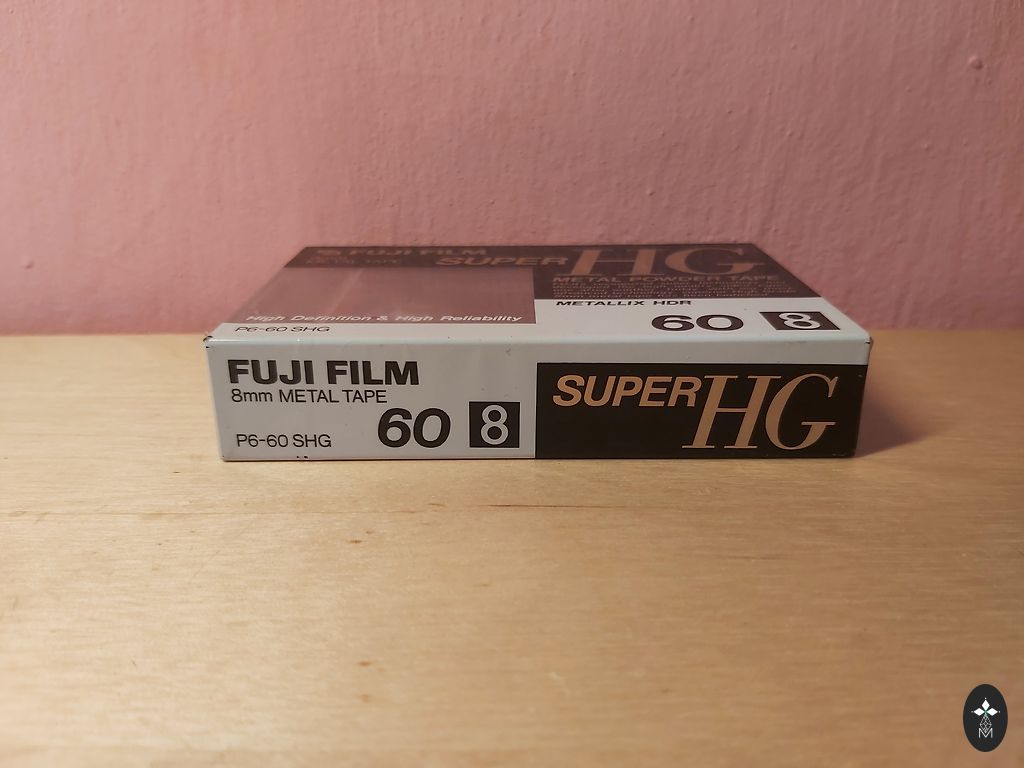 FUJI FILM
SUPER HG
METAL POWDER TAPE
METALLIX HDR
High Definition & High Reliability
60 8
P6-60 SHG
FUJI FILM
8mm METAL TAPE
P6-60 SHG
60 8
SUPER HG
M